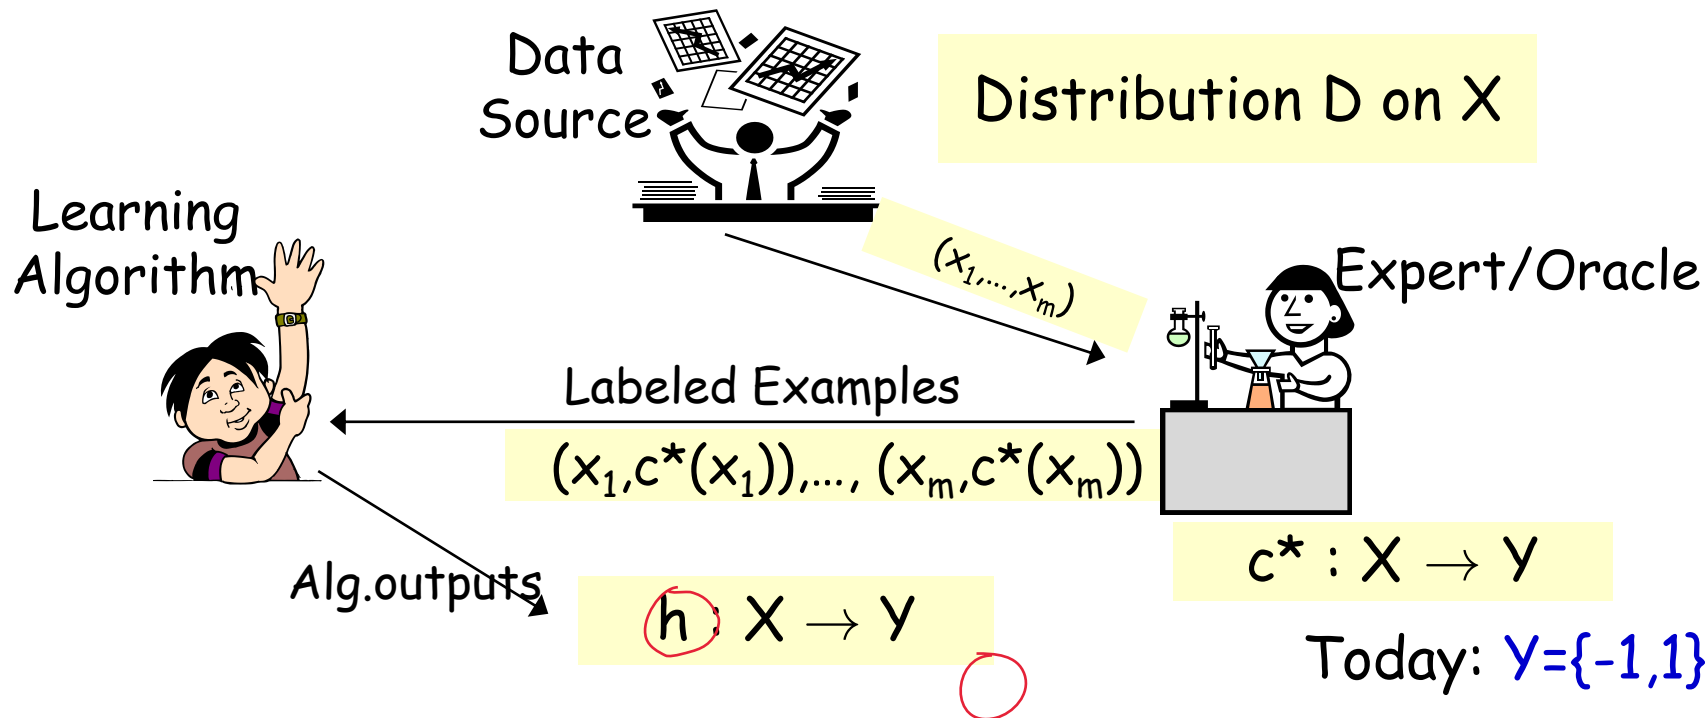 Data
Source
Distribution D on X
Learning
Algorithm
(x₁,...,xₘ)
Expert/Oracle
Labeled Examples
(x₁,c*(x₁)),..., (xₘ,c*(xₘ))
c* : X → Y
Alg.outputs
h : X → Y
Today: Y={-1,1}